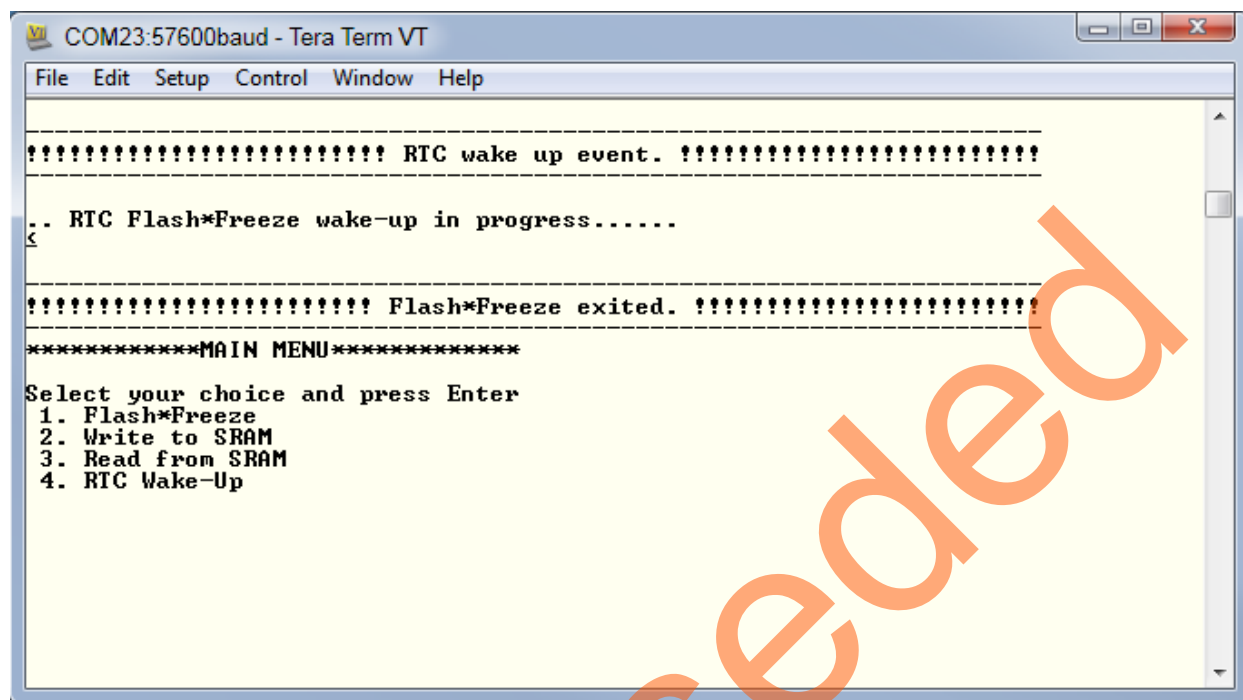 COM23:57600baud - Tera Term VT
File Edit Setup Control Window Help
----------------------------------------------------------------------
!!!!!!!!!!!!!!!!!!!!!!!!! RTC wake up event. !!!!!!!!!!!!!!!!!!!!!!!!!
----------------------------------------------------------------------
.. RTC Flash*Freeze wake-up in progress......
<
----------------------------------------------------------------------
!!!!!!!!!!!!!!!!!!!!!!!! Flash*Freeze exited. !!!!!!!!!!!!!!!!!!!!!!!!
----------------------------------------------------------------------
************MAIN MENU*************
Select your choice and press Enter
1. Flash*Freeze
2. Write to SRAM
3. Read from SRAM
4. RTC Wake-Up
seded